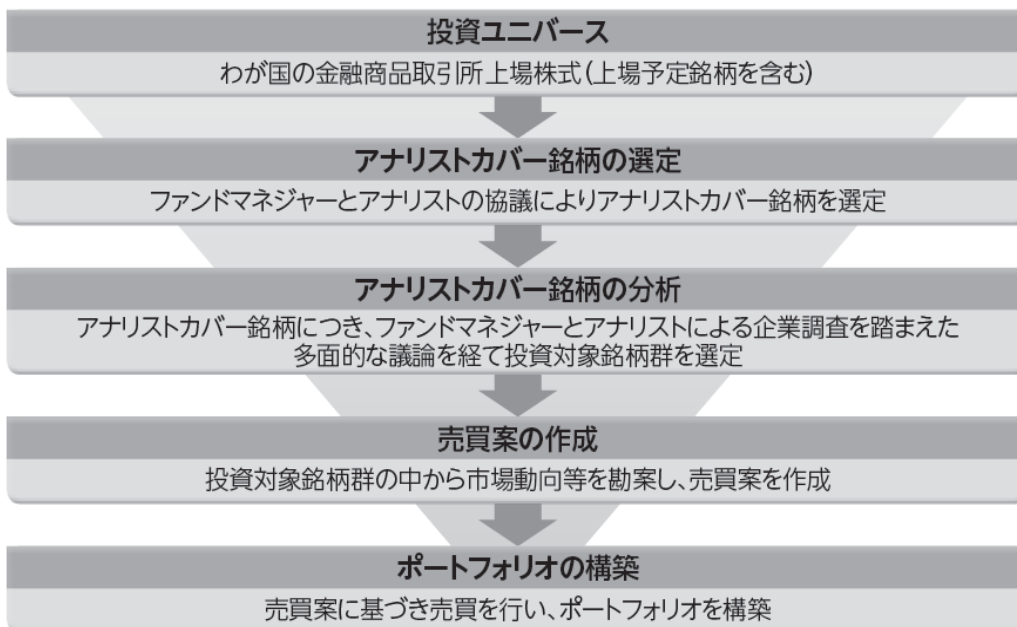 投資ユニバース
わが国の金融商品取引所上場株式(上場予定銘柄を含む)
アナリストカバー銘柄の選定
ファンドマネジャーとアナリストの協議によりアナリストカバー銘柄を選定
アナリストカバー銘柄の分析
アナリストカバー銘柄につき、ファンドマネジャーとアナリストによる企業調査を踏まえた
多面的な議論を経て投資対象銘柄群を選定
売買案の作成
投資対象銘柄群の中から市場動向等を勘案し、売買案を作成
ポートフォリオの構築
売買案に基づき売買を行い、ポートフォリオを構築